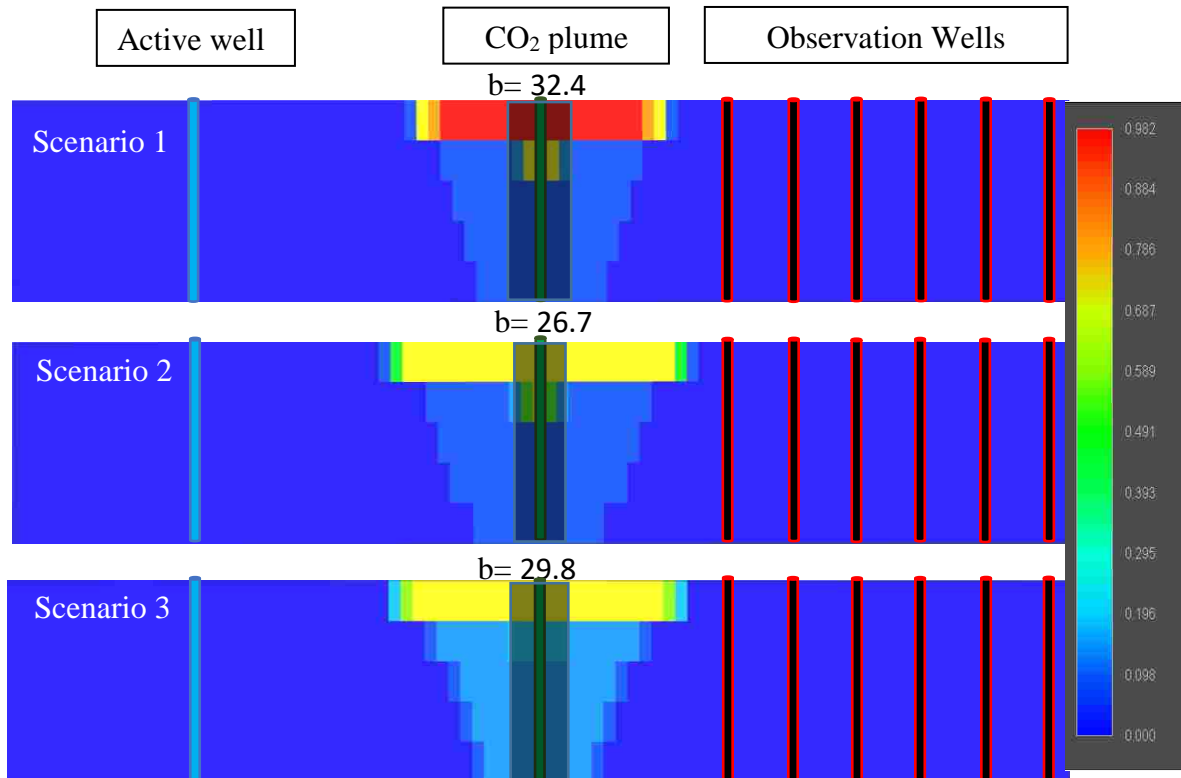 Active well
CO₂ plume
Observation Wells
b= 32.4
Scenario 1
b= 26.7
Scenario 2
b= 29.8
Scenario 3
0.982
0.884
0.786
0.687
0.589
0.491
0.393
0.295
0.196
0.098
0.000